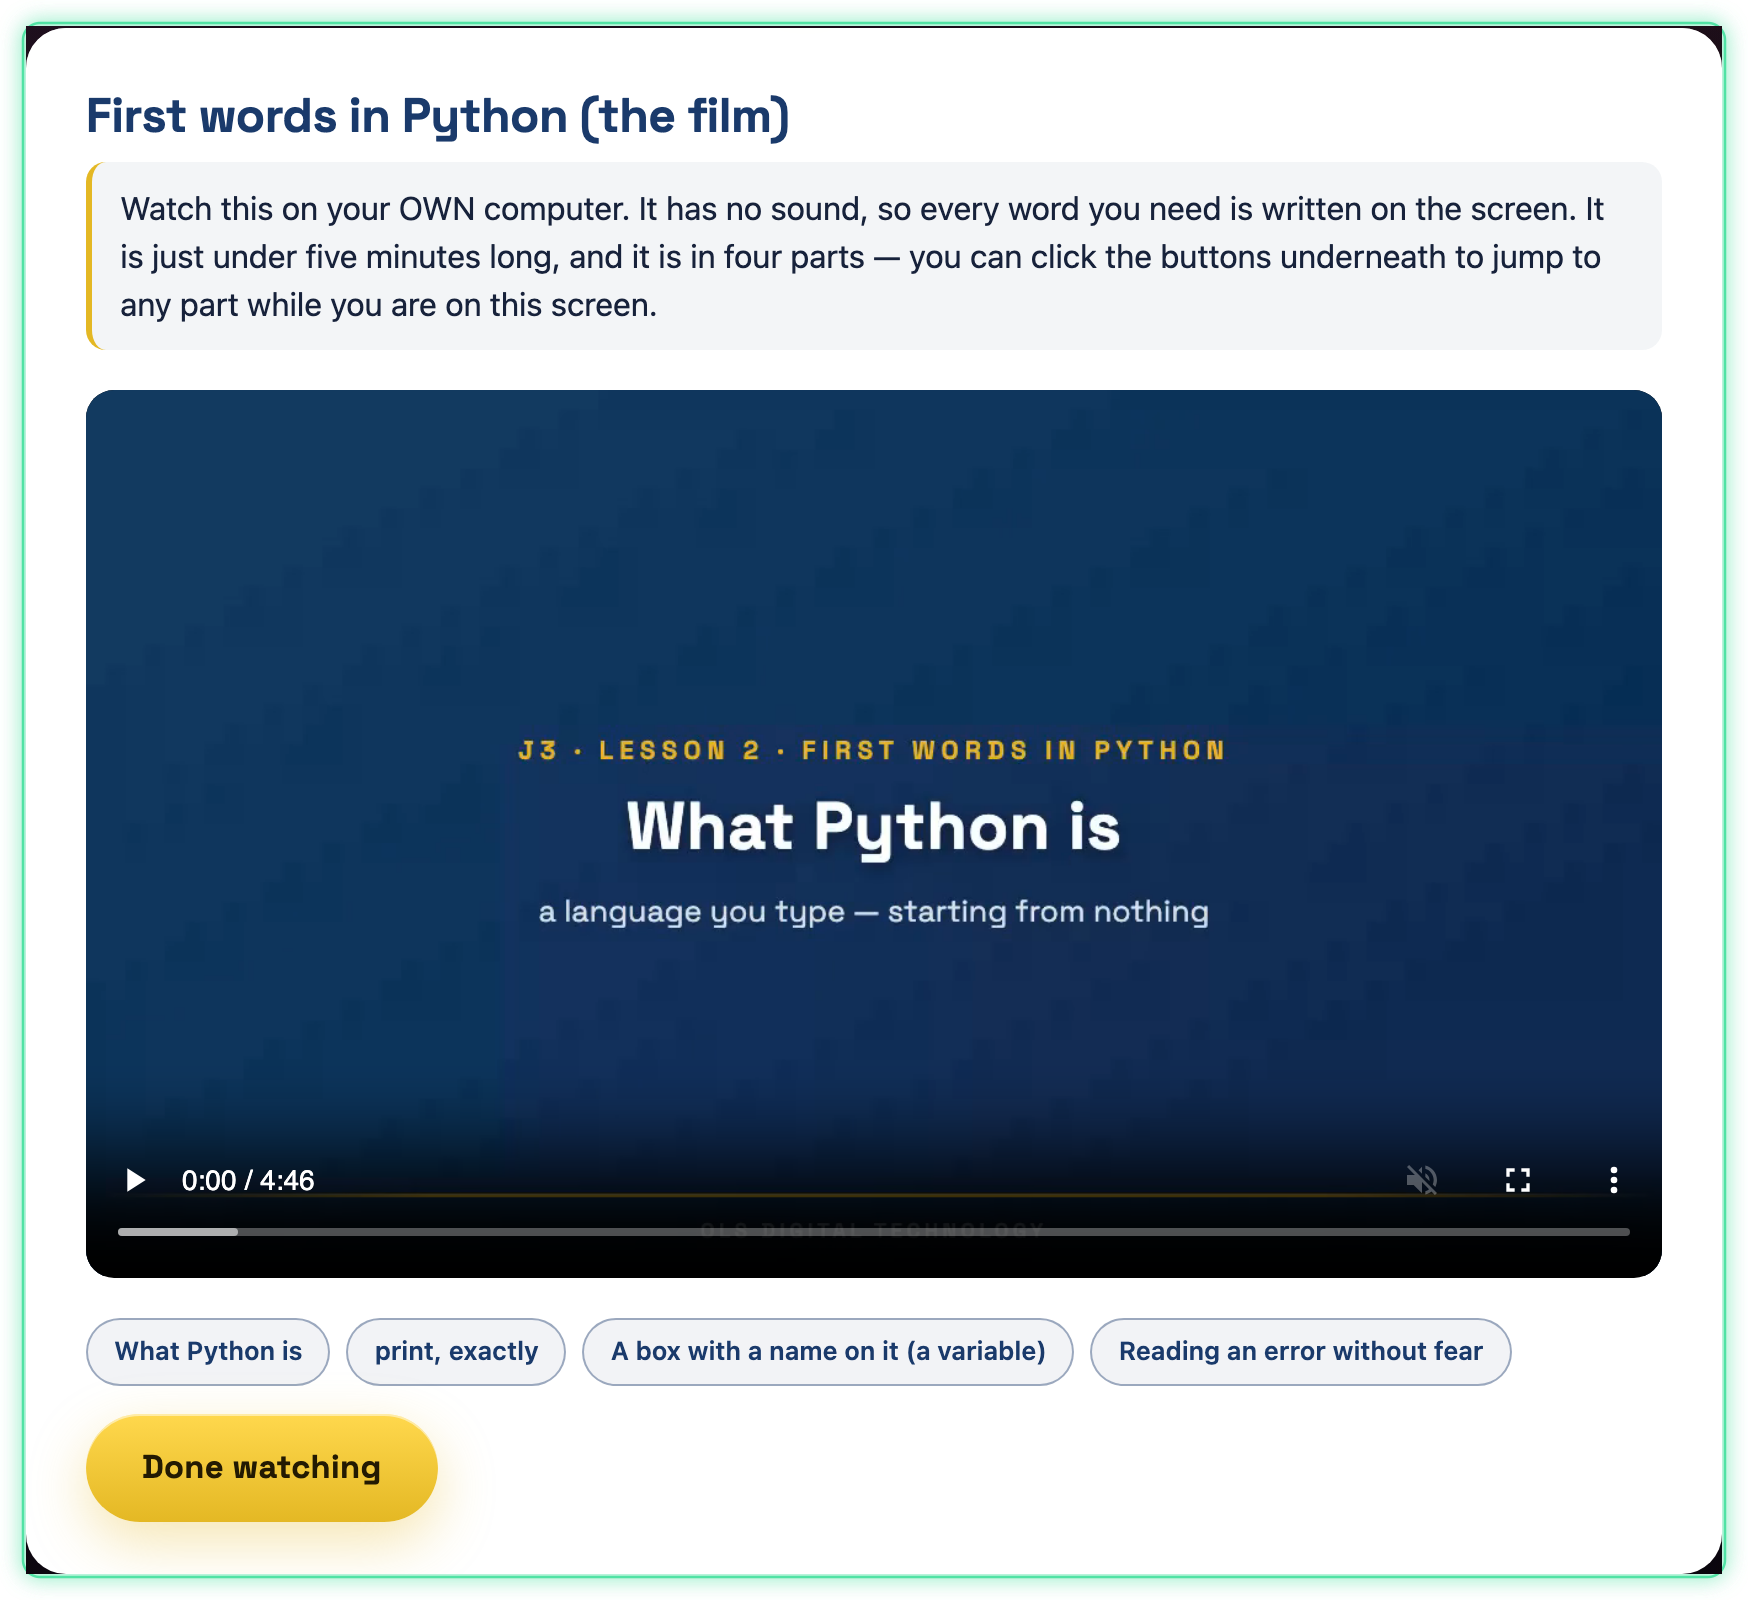 First words in Python (the film)
Watch this on your OWN computer. It has no sound, so every word you need is written on the screen. It
is just under five minutes long, and it is in four parts — you can click the buttons underneath to jump to
any part while you are on this screen.
J3 · LESSON 2 · FIRST WORDS IN PYTHON
What Python is
a language you type — starting from nothing
0:00 / 4:46
OLS DIGITAL TECHNOLOGY
What Python is
print, exactly
A box with a name on it (a variable)
Reading an error without fear
Done watching